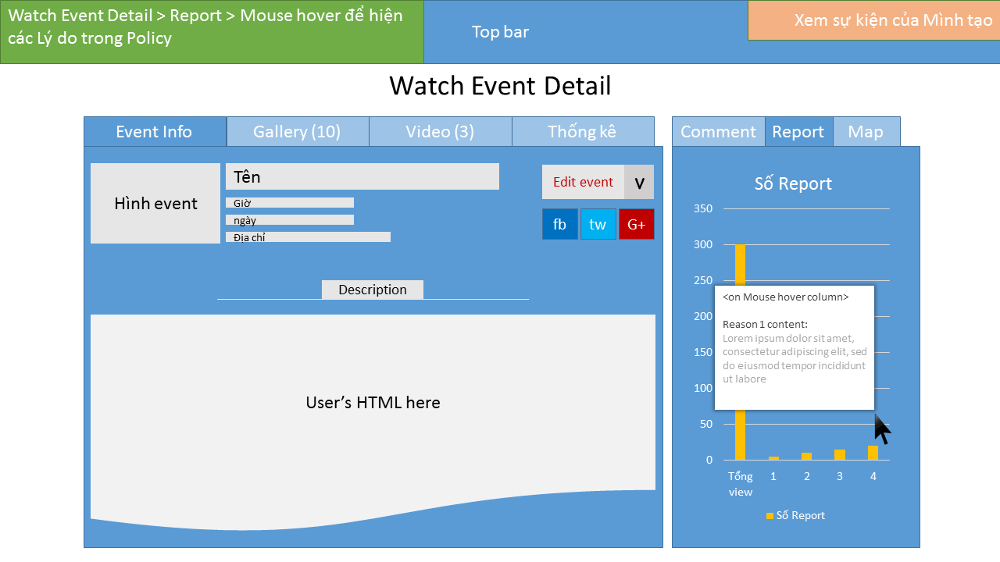 Watch Event Detail > Report > Mouse hover để hiện
các Lý do trong Policy
Top bar
Xem sự kiện của Mình tạo
Watch Event Detail
Event Info
Gallery (10)
Video (3)
Thống kê
Comment
Report
Map
Hình event
Tên
Giờ
ngày
Địa chỉ
Edit event
V
fb
tw
G+
Description
User’s HTML here
Số Report
350
300
250
200
150
100
50
0
<on Mouse hover column>
Reason 1 content:
Lorem ipsum dolor sit amet,
consectetur adipiscing elit, sed
do eiusmod tempor incididunt
ut labore
Tổng
view
1
2
3
4
Số Report